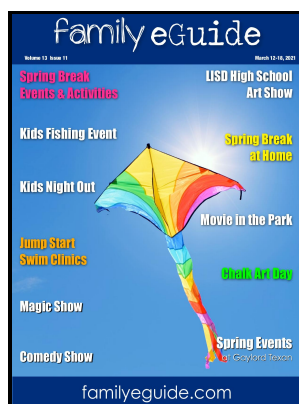 family eGuide
Volume 13 Issue 11
March 12-18, 2021
Spring Break
Events & Activities
LISD High School
Art Show
Kids Fishing Event
Spring Break
at Home
Kids Night Out
Movie in the Park
Jump Start
Swim Clinics
Chalk Art Day
Magic Show
Spring Events
at Gaylord Texan
Comedy Show
familyeguide.com